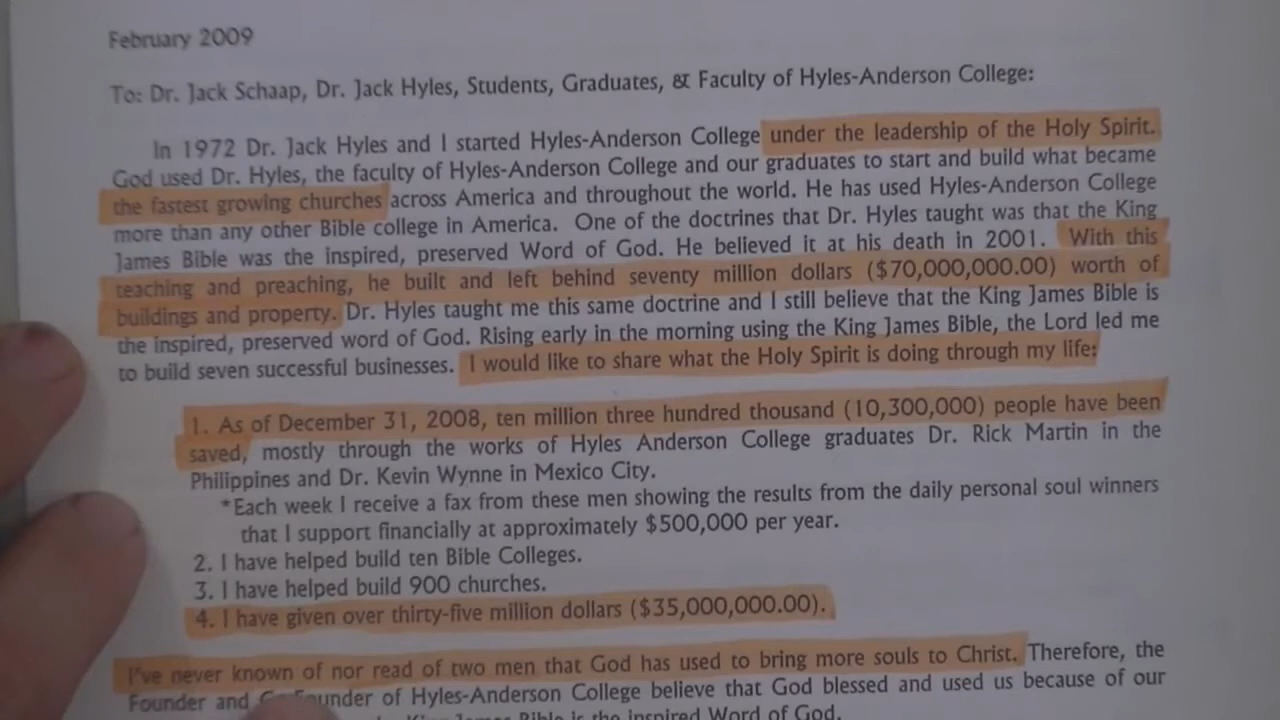 February 2009
To: Dr. Jack Schaap, Dr. Jack Hyles, Students, Graduates, & Faculty of Hyles-Anderson College:
In 1972 Dr. Jack Hyles and I started Hyles-Anderson College under the leadership of the Holy Spirit.
God used Dr. Hyles, the faculty of Hyles-Anderson College and our graduates to start and build what became
the fastest growing churches across America and throughout the world. He has used Hyles-Anderson College
more than any other Bible college in America. One of the doctrines that Dr. Hyles taught was that the King
James Bible was the inspired, preserved Word of God. He believed it at his death in 2001. With this
teaching and preaching, he built and left behind seventy million dollars ($70,000,000.00) worth of
buildings and property. Dr. Hyles taught me this same doctrine and I still believe that the King James Bible is
the inspired, preserved word of God. Rising early in the morning using the King James Bible, the Lord led me
to build seven successful businesses. I would like to share what the Holy Spirit is doing through my life:
1. As of December 31, 2008, ten million three hundred thousand (10,300,000) people have been
saved, mostly through the works of Hyles Anderson College graduates Dr. Rick Martin in the
Philippines and Dr. Kevin Wynne in Mexico City.
*Each week I receive a fax from these men showing the results from the daily personal soul winners
that I support financially at approximately $500,000 per year.
2. I have helped build ten Bible Colleges.
3. I have helped build 900 churches.
4. I have given over thirty-five million dollars ($35,000,000.00).
I've never known of nor read of two men that God has used to bring more souls to Christ. Therefore, the
Founder and of Hyles-Anderson College believe that God blessed and used us because of our
King James Bible is the inspired Word of God.